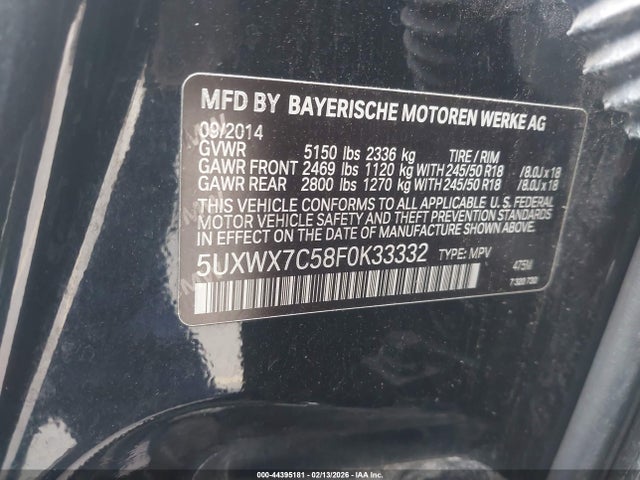 MFD BY BAYERISCHE MOTOREN WERKE AG
09/2014
GVWR 5150 lbs 2336 kg TIRE / RIM
GAWR FRONT 2469 lbs 1120 kg WITH 245/50 R18 /8.0J x 18
GAWR REAR 2800 lbs 1270 kg WITH 245/50 R18 /8.0J x 18
THIS VEHICLE CONFORMS TO ALL APPLICABLE U. S. FEDERAL
MOTOR VEHICLE SAFETY AND THEFT PREVENTION STANDARDS
IN EFFECT ON THE DATE OF MANUFACTURE SHOWN ABOVE.
5UXWX7C58F0K33332 TYPE: MPV 475M
7320730
000-44395181 - 02/13/2026 - IAA Inc.